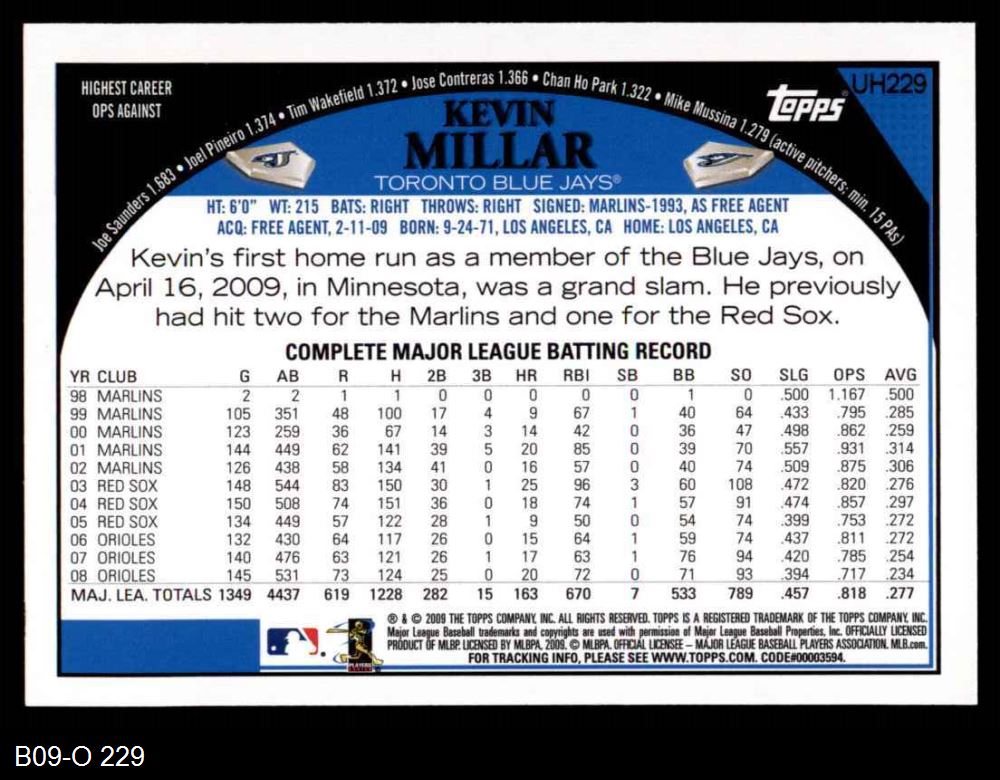 HIGHEST CAREER
OPS AGAINST
Joe Saunders 1.683 • Joel Pineiro 1.374 • Tim Wakefield 1.372 • Jose Contreras 1.366 • Chan Ho Park 1.322 • Mike Mussina 1.279 (active pitchers; min. 15 PAs)
topps®
UH229
KEVIN
MILLAR
TORONTO BLUE JAYS®
HT: 6'0" WT: 215 BATS: RIGHT THROWS: RIGHT SIGNED: MARLINS-1993, AS FREE AGENT
ACQ: FREE AGENT, 2-11-09 BORN: 9-24-71, LOS ANGELES, CA HOME: LOS ANGELES, CA
Kevin's first home run as a member of the Blue Jays, on
April 16, 2009, in Minnesota, was a grand slam. He previously
had hit two for the Marlins and one for the Red Sox.
COMPLETE MAJOR LEAGUE BATTING RECORD
YR CLUB G AB R H 2B 3B HR RBI SB BB SO SLG OPS AVG
98 MARLINS 2 2 1 1 0 0 0 0 0 1 0 .500 1.167 .500
99 MARLINS 105 351 48 100 17 4 9 67 1 40 64 .433 .795 .285
00 MARLINS 123 259 36 67 14 3 14 42 0 36 47 .498 .862 .259
01 MARLINS 144 449 62 141 39 5 20 85 0 39 70 .557 .931 .314
02 MARLINS 126 438 58 134 41 0 16 57 0 40 74 .509 .875 .306
03 RED SOX 148 544 83 150 30 1 25 96 3 60 108 .472 .820 .276
04 RED SOX 150 508 74 151 36 0 18 74 1 57 91 .474 .857 .297
05 RED SOX 134 449 57 122 28 1 9 50 0 54 74 .399 .753 .272
06 ORIOLES 132 430 64 117 26 0 15 64 1 59 74 .437 .811 .272
07 ORIOLES 140 476 63 121 26 1 17 63 1 76 94 .420 .785 .254
08 ORIOLES 145 531 73 124 25 0 20 72 0 71 93 .394 .717 .234
MAJ. LEA. TOTALS 1349 4437 619 1228 282 15 163 670 7 533 789 .457 .818 .277
® & © 2009 THE TOPPS COMPANY, INC. ALL RIGHTS RESERVED. TOPPS IS A REGISTERED TRADEMARK OF THE TOPPS COMPANY, INC.
Major League Baseball trademarks and copyrights are used with permission of Major League Baseball Properties, Inc. OFFICIALLY LICENSED
PRODUCT OF MLBP. LICENSED BY MLBPA, 2009. © MLBPA. OFFICIAL LICENSEE – MAJOR LEAGUE BASEBALL PLAYERS ASSOCIATION. MLB.com.
FOR TRACKING INFO, PLEASE SEE WWW.TOPPS.COM. CODE#00003594.
PLAYERS
B09-O 229